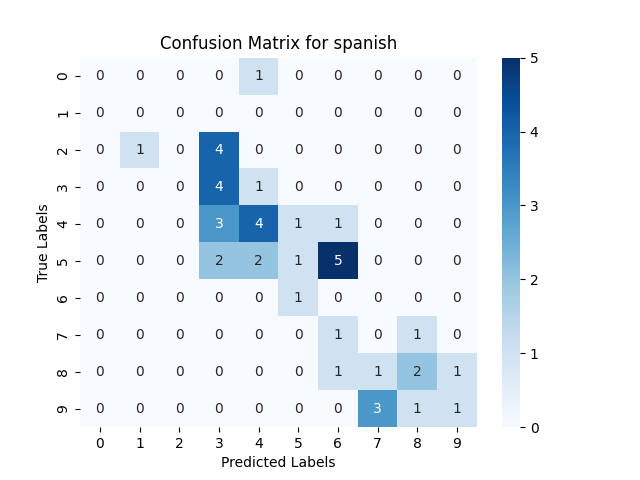 Confusion Matrix for spanish
True Labels
0 0 0 0 0 1 0 0 0 0 0
1 0 0 0 0 0 0 0 0 0 0
2 0 1 0 4 0 0 0 0 0 0
3 0 0 0 4 1 0 0 0 0 0
4 0 0 0 3 4 1 1 0 0 0
5 0 0 0 2 2 1 5 0 0 0
6 0 0 0 0 0 1 0 0 0 0
7 0 0 0 0 0 0 1 0 1 0
8 0 0 0 0 0 0 1 1 2 1
9 0 0 0 0 0 0 0 3 1 1
0 1 2 3 4 5 6 7 8 9
Predicted Labels
5
4
3
2
1
0